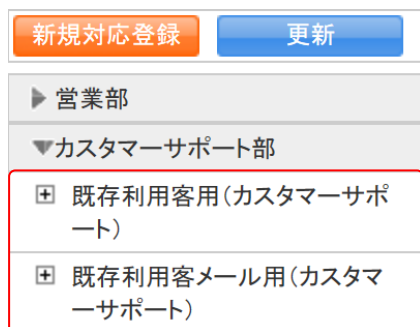 新規対応登録 更新
営業部
カスタマーサポート部
既存利用客用(カスタマーサポ
ート)
既存利用客メール用(カスタマ
ーサポート)